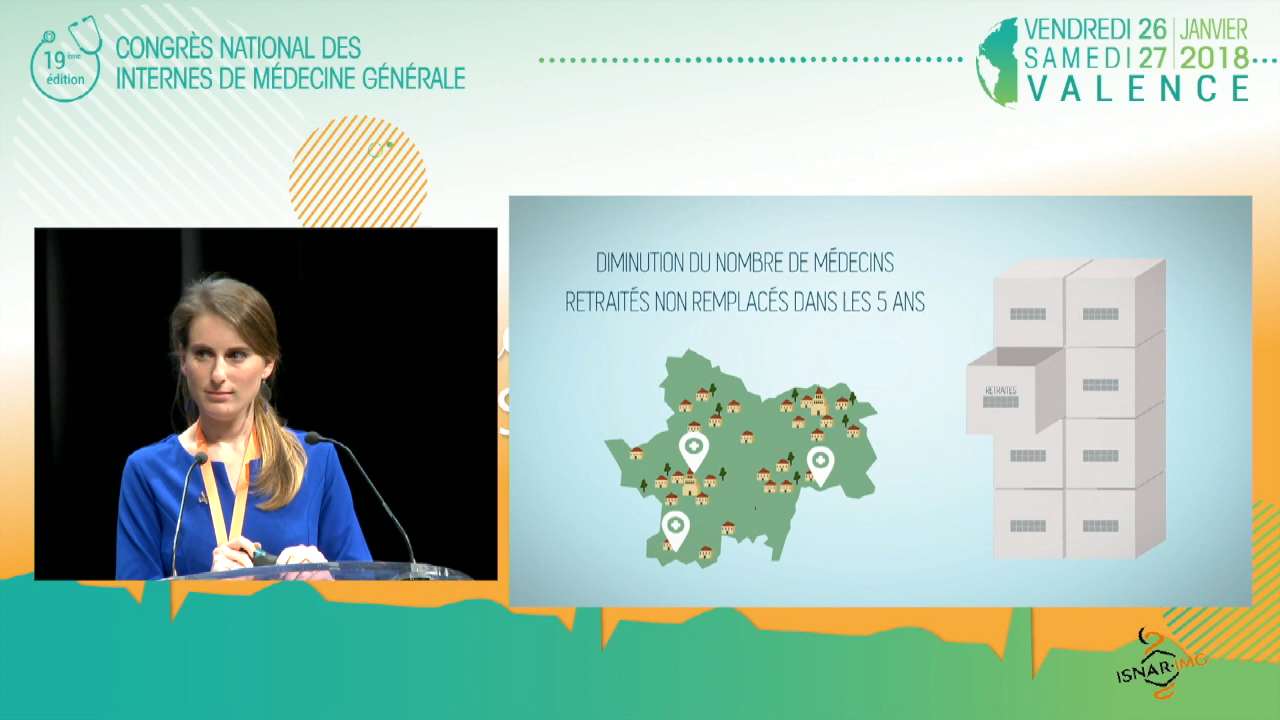 19ème
édition
CONGRÈS NATIONAL DES
INTERNES DE MÉDECINE GÉNÉRALE
VENDREDI 26 JANVIER
SAMEDI 27 2018
VALENCE
DIMINUTION DU NOMBRE DE MÉDECINS
RETRAITÉS NON REMPLACÉS DANS LES 5 ANS
RETRAITÉS
ISNAR-IMG